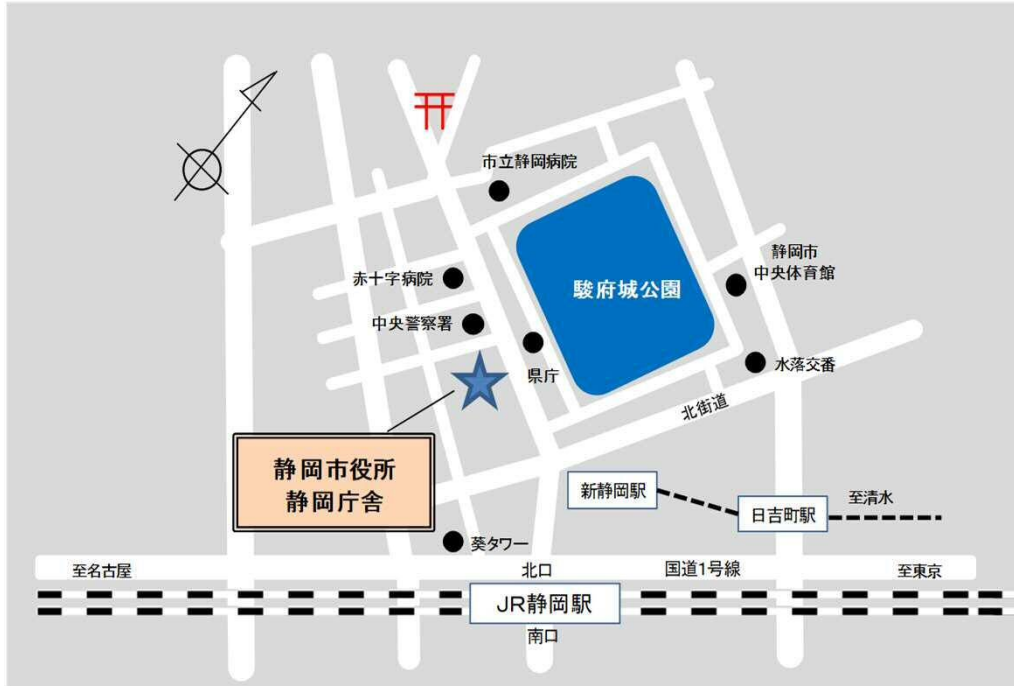 市立静岡病院
静岡市
中央体育館
赤十字病院
駿府城公園
中央警察署
県庁
水落交番
北街道
静岡市役所
静岡庁舎
新静岡駅
日吉町駅
至清水
葵タワー
至名古屋
北口
国道1号線
至東京
JR静岡駅
南口